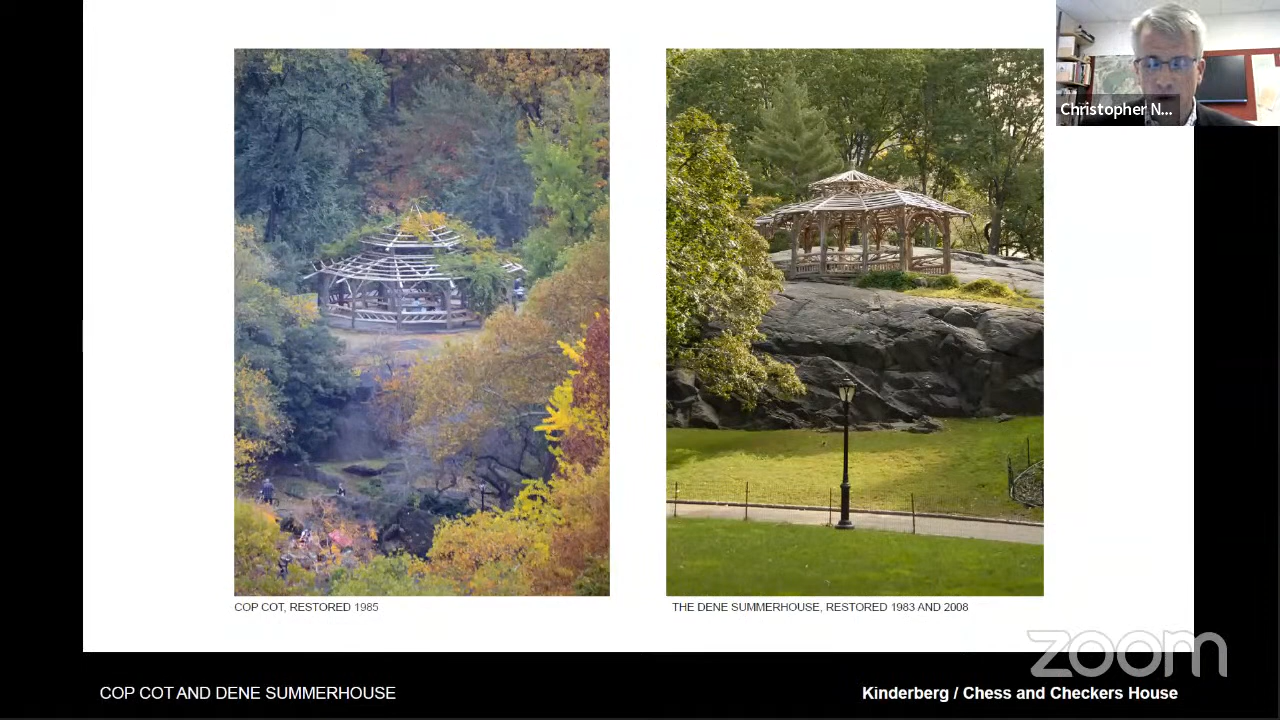 Christopher N...
COP COT, RESTORED 1985
THE DENE SUMMERHOUSE, RESTORED 1983 AND 2008
zoom
COP COT AND DENE SUMMERHOUSE
Kinderberg / Chess and Checkers House